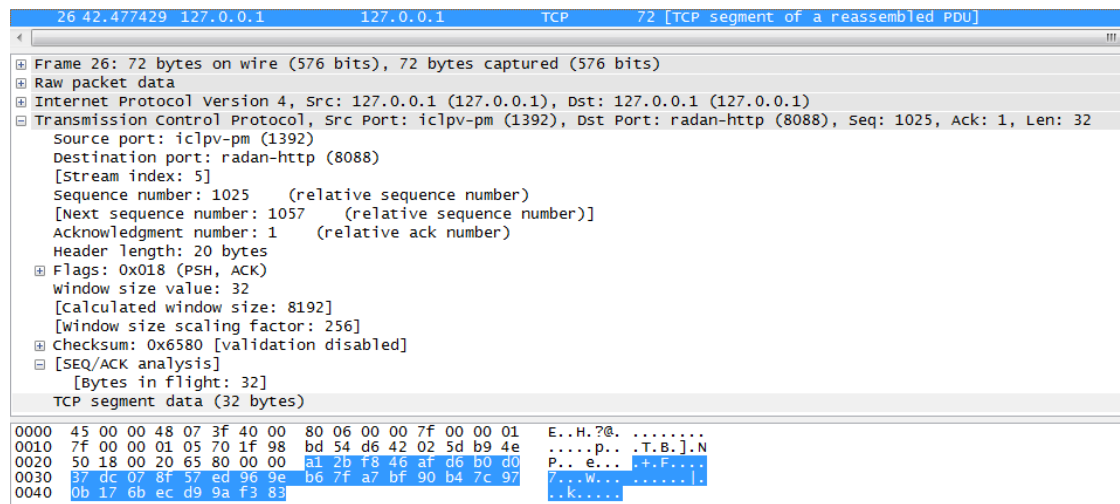 26 42.477429 127.0.0.1 127.0.0.1 TCP 72 [TCP segment of a reassembled PDU]
Frame 26: 72 bytes on wire (576 bits), 72 bytes captured (576 bits)
Raw packet data
Internet Protocol Version 4, Src: 127.0.0.1 (127.0.0.1), Dst: 127.0.0.1 (127.0.0.1)
Transmission Control Protocol, Src Port: iclpv-pm (1392), Dst Port: radan-http (8088), Seq: 1025, Ack: 1, Len: 32
Source port: iclpv-pm (1392)
Destination port: radan-http (8088)
[Stream index: 5]
Sequence number: 1025 (relative sequence number)
[Next sequence number: 1057 (relative sequence number)]
Acknowledgment number: 1 (relative ack number)
Header length: 20 bytes
Flags: 0x018 (PSH, ACK)
Window size value: 32
[Calculated window size: 8192]
[Window size scaling factor: 256]
Checksum: 0x6580 [validation disabled]
[SEQ/ACK analysis]
[Bytes in flight: 32]
TCP segment data (32 bytes)
0000 45 00 00 48 07 3f 40 00 80 06 00 00 7f 00 00 01 E..H.?@. ........
0010 7f 00 00 01 05 70 1f 98 bd 54 d6 42 02 5d b9 4e .....p.. .T.B.].N
0020 50 18 00 20 65 80 00 00 a1 2b f8 46 af d6 b0 d0 P.. e... .+.F....
0030 37 dc 07 8f 57 ed 96 9e b6 7f a7 bf 90 b4 7c 97 7...W... ......|.
0040 0b 17 6b ec d9 9a f3 83 ..k.....